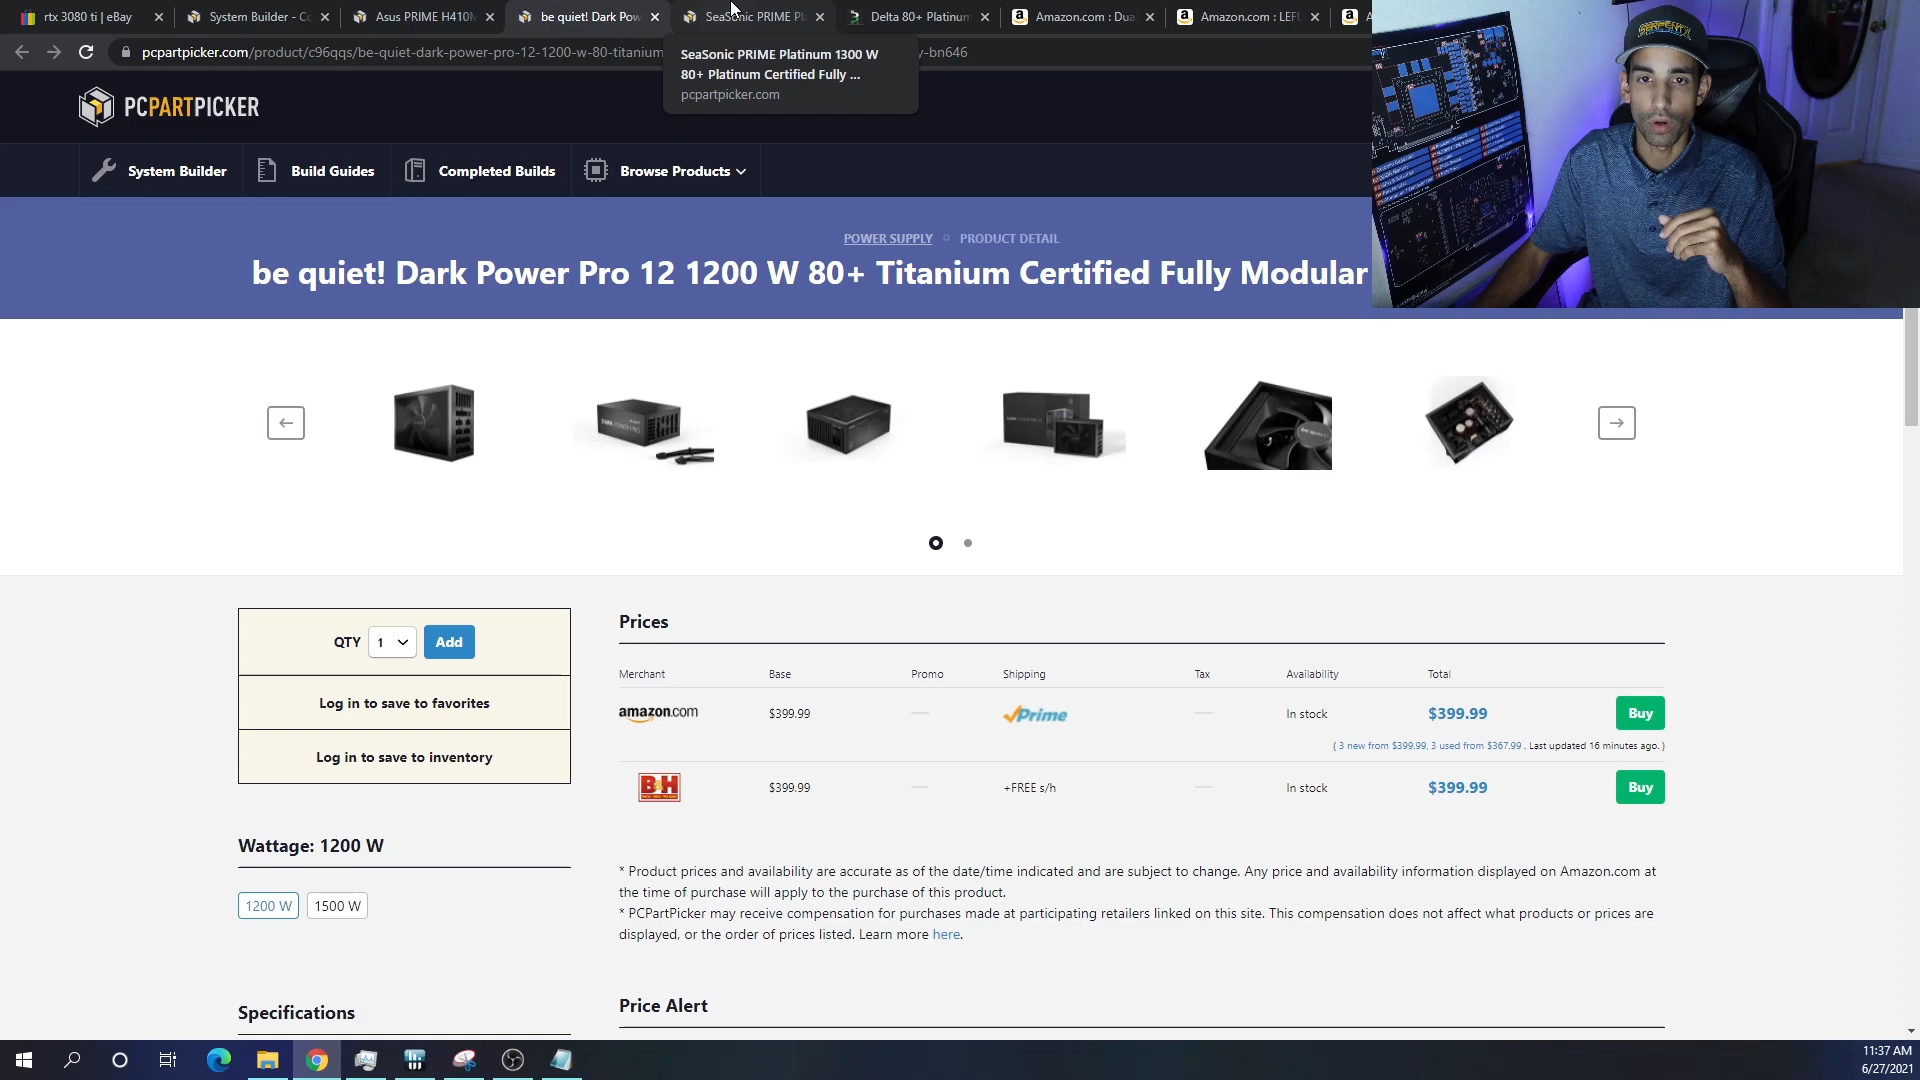 rtx 3080 ti | eBay
System Builder - Co
Asus PRIME H410M
be quiet! Dark Pow
SeaSonic PRIME Pl
Delta 80+ Platinum
Amazon.com : Dua
Amazon.com : LEFU
pcpartpicker.com/product/c96qqs/be-quiet-dark-power-pro-12-1200-w-80-titanium
y-bn646
SeaSonic PRIME Platinum 1300 W
80+ Platinum Certified Fully ...
pcpartpicker.com
PCPARTPICKER
System Builder
Build Guides
Completed Builds
Browse Products
POWER SUPPLY
PRODUCT DETAIL
be quiet! Dark Power Pro 12 1200 W 80+ Titanium Certified Fully Modular
QTY 1 Add
Log in to save to favorites
Log in to save to inventory
Wattage: 1200 W
1200 W
1500 W
Specifications
Prices
Merchant Base Promo Shipping Tax Availability Total
amazon.com $399.99 — Prime — In stock $399.99 Buy
( 3 new from $399.99, 3 used from $367.99 . Last updated 16 minutes ago. )
B&H $399.99 — +FREE s/h — In stock $399.99 Buy
* Product prices and availability are accurate as of the date/time indicated and are subject to change. Any price and availability information displayed on Amazon.com at
the time of purchase will apply to the purchase of this product.
* PCPartPicker may receive compensation for purchases made at participating retailers linked on this site. This compensation does not affect what products or prices are
displayed, or the order of prices listed. Learn more here.
Price Alert
11:37 AM
6/27/2021